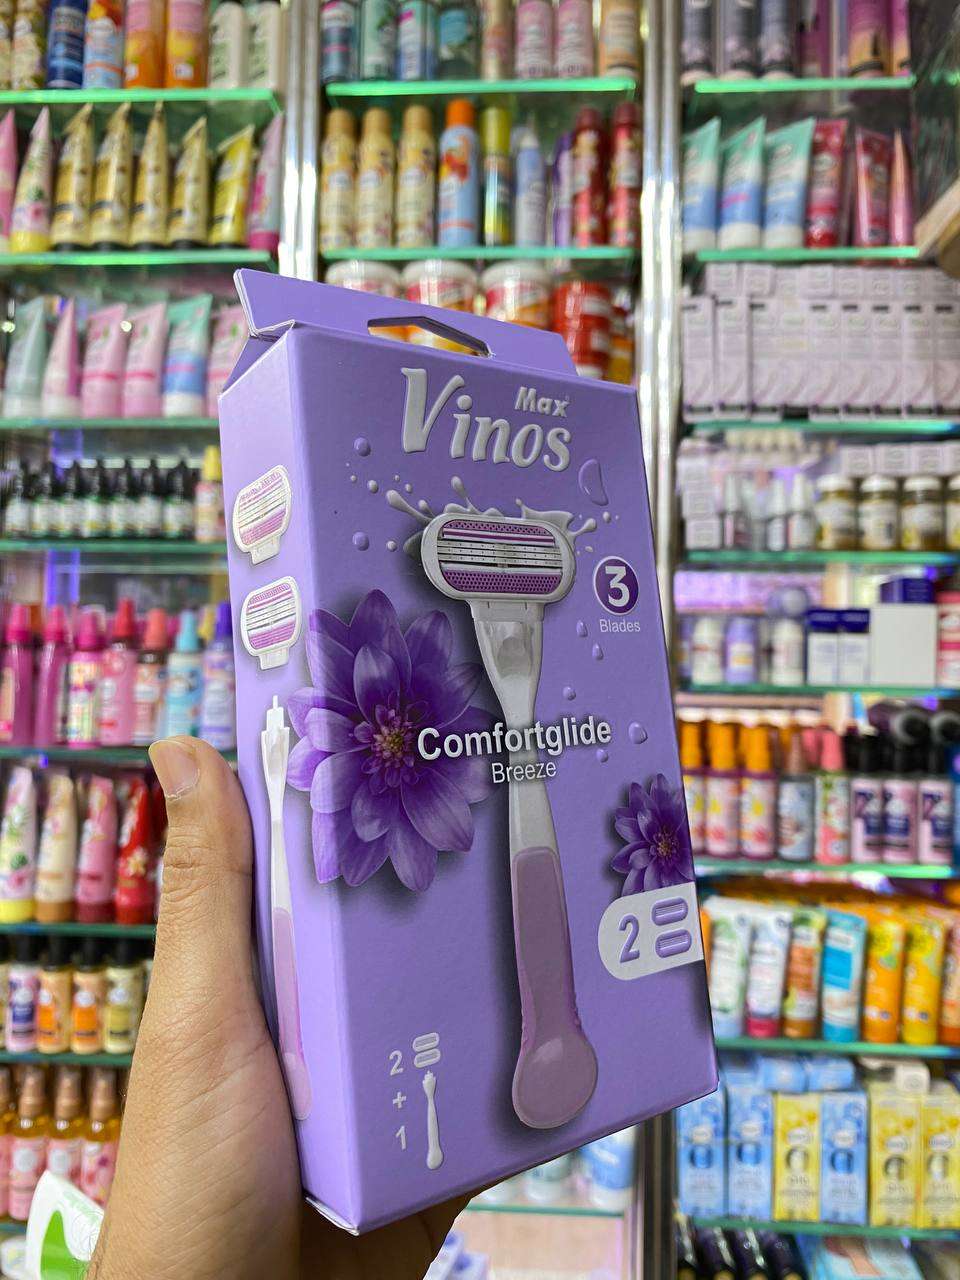 Max
Vinos
3
Blades
Comfortglide
Breeze
2
2
+
1